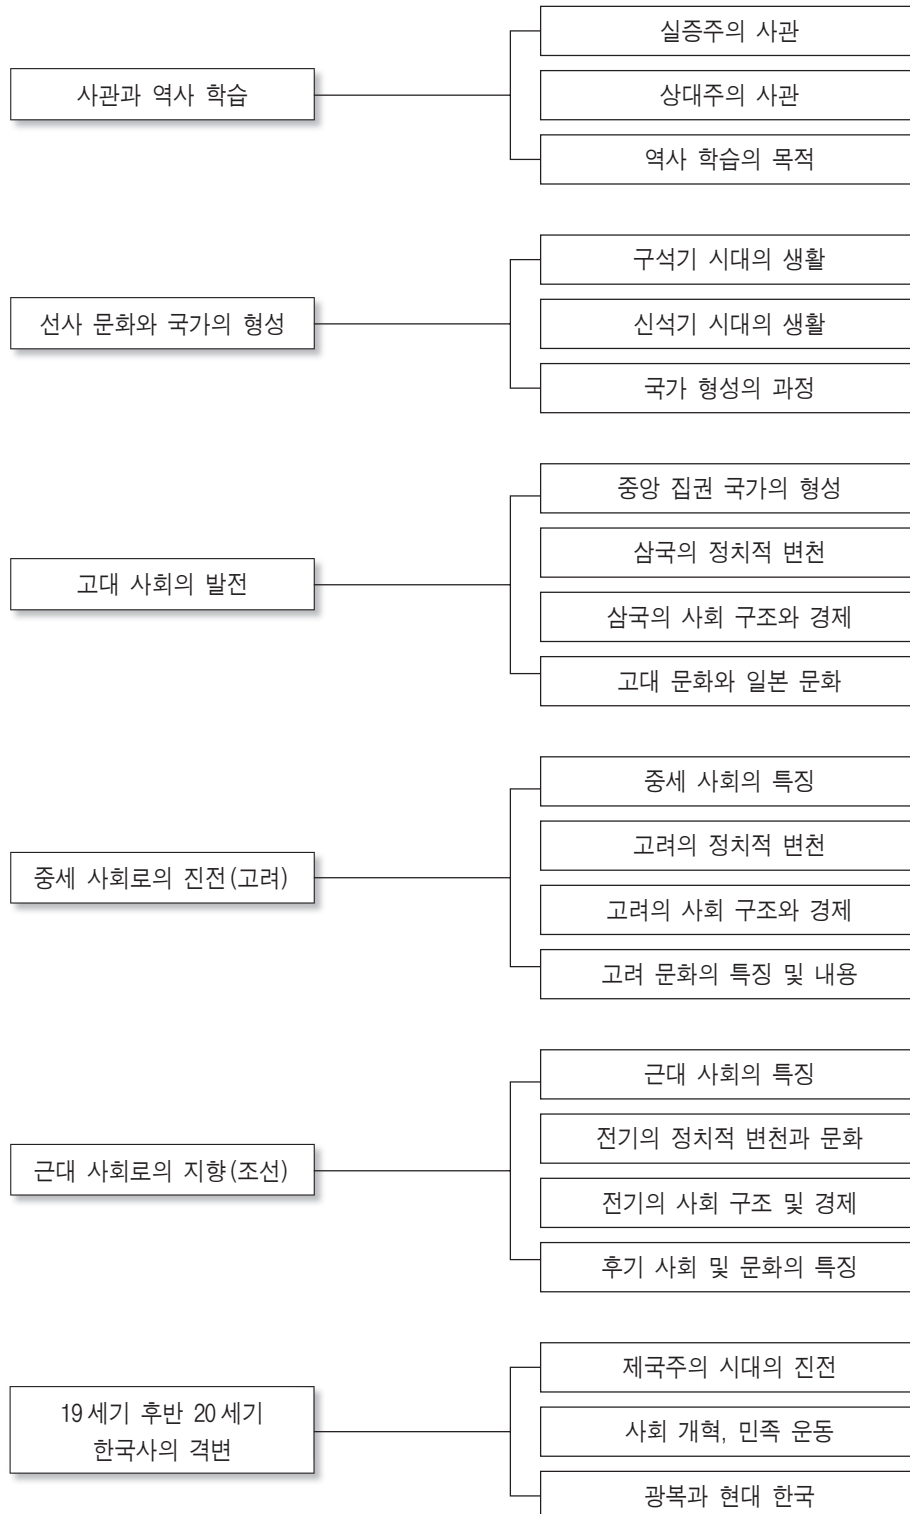 사관과 역사 학습
실증주의 사관
상대주의 사관
역사 학습의 목적
선사 문화와 국가의 형성
구석기 시대의 생활
신석기 시대의 생활
국가 형성의 과정
고대 사회의 발전
중앙 집권 국가의 형성
삼국의 정치적 변천
삼국의 사회 구조와 경제
고대 문화와 일본 문화
중세 사회로의 진전(고려)
중세 사회의 특징
고려의 정치적 변천
고려의 사회 구조와 경제
고려 문화의 특징 및 내용
근대 사회로의 지향(조선)
근대 사회의 특징
전기의 정치적 변천과 문화
전기의 사회 구조 및 경제
후기 사회 및 문화의 특징
19세기 후반 20세기
한국사의 격변
제국주의 시대의 진전
사회 개혁, 민족 운동
광복과 현대 한국